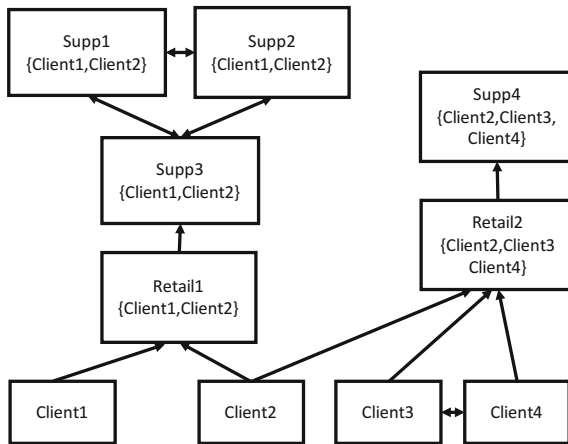 Supp1
{Client1,Client2}
Supp2
{Client1,Client2}
Supp4
{Client2,Client3,
Client4}
Supp3
{Client1,Client2}
Retail2
{Client2,Client3
Client4}
Retail1
{Client1,Client2}
Client1
Client2
Client3
Client4